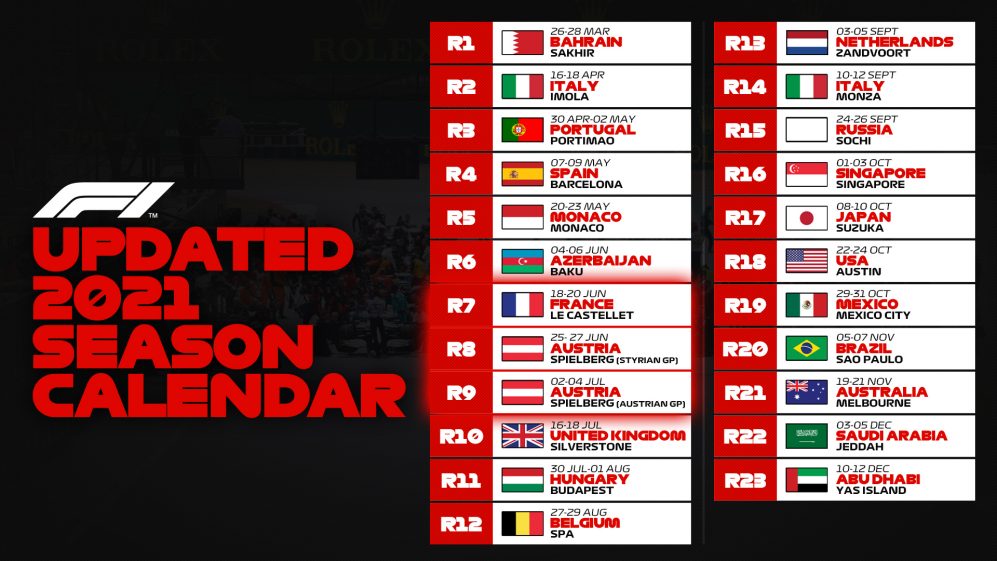 F1
TM
UPDATED
2021
SEASON
CALENDAR
R1
26-28 MAR
BAHRAIN
SAKHIR
R2
16-18 APR
ITALY
IMOLA
R3
30 APR-02 MAY
PORTUGAL
PORTIMAO
R4
07-09 MAY
SPAIN
BARCELONA
R5
20-23 MAY
MONACO
MONACO
R6
04-06 JUN
AZERBAIJAN
BAKU
R7
18-20 JUN
FRANCE
LE CASTELLET
R8
25-27 JUN
AUSTRIA
SPIELBERG (STYRIAN GP)
R9
02-04 JUL
AUSTRIA
SPIELBERG (AUSTRIAN GP)
R10
16-18 JUL
UNITED KINGDOM
SILVERSTONE
R11
30 JUL-01 AUG
HUNGARY
BUDAPEST
R12
27-29 AUG
BELGIUM
SPA
R13
03-05 SEPT
NETHERLANDS
ZANDVOORT
R14
10-12 SEPT
ITALY
MONZA
R15
24-26 SEPT
RUSSIA
SOCHI
R16
01-03 OCT
SINGAPORE
SINGAPORE
R17
08-10 OCT
JAPAN
SUZUKA
R18
22-24 OCT
USA
AUSTIN
R19
29-31 OCT
MEXICO
MEXICO CITY
R20
05-07 NOV
BRAZIL
SAO PAULO
R21
19-21 NOV
AUSTRALIA
MELBOURNE
R22
03-05 DEC
SAUDI ARABIA
JEDDAH
R23
10-12 DEC
ABU DHABI
YAS ISLAND